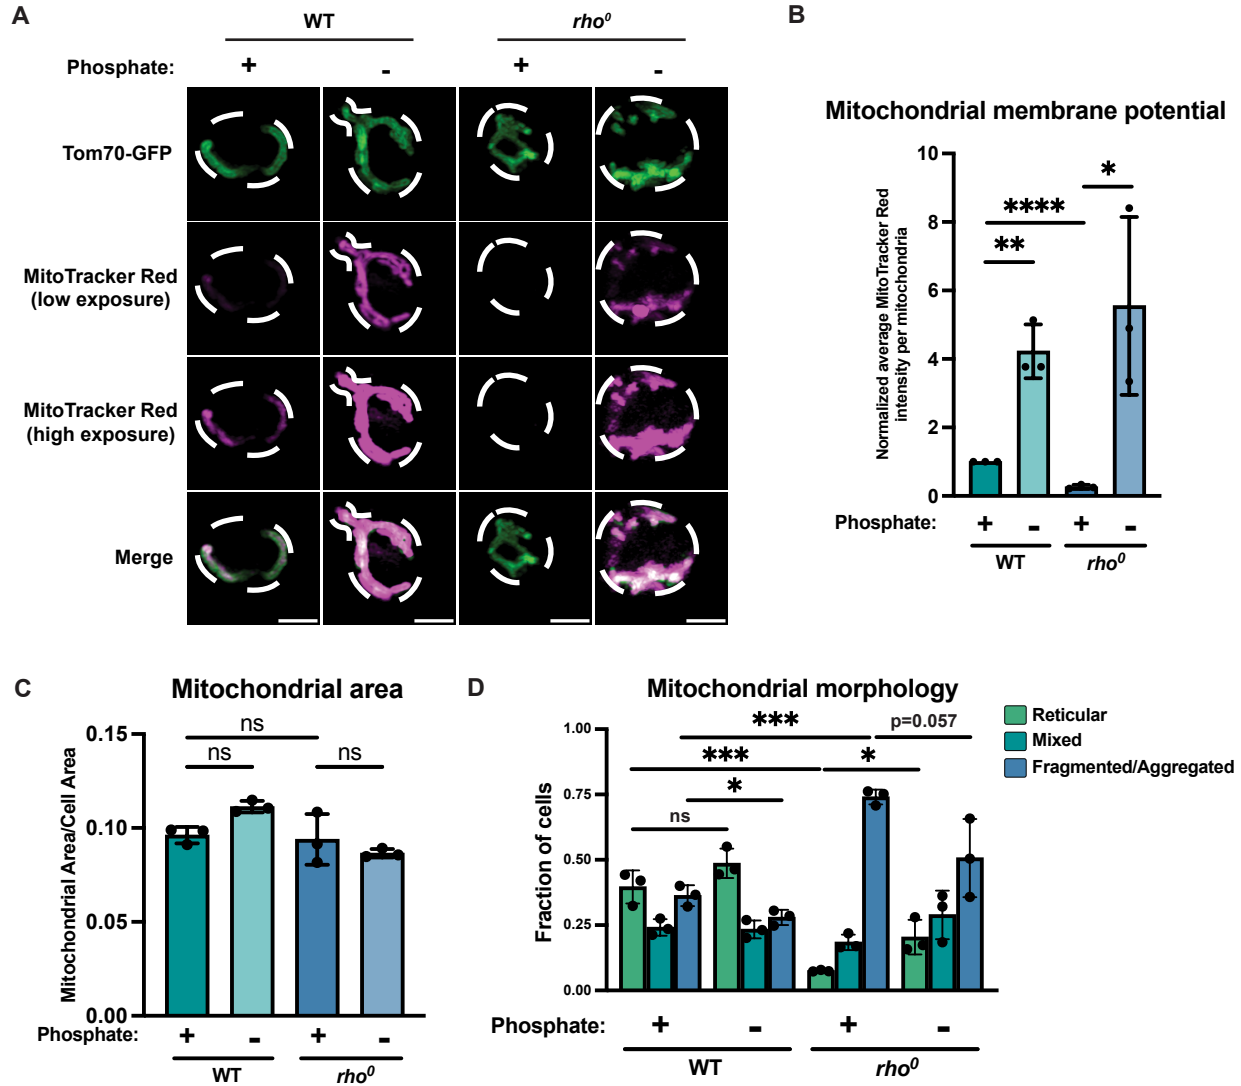 A
WT
rho⁰
Phosphate:
+
-
+
-
Tom70-GFP
MitoTracker Red
(low exposure)
MitoTracker Red
(high exposure)
Merge
B
Mitochondrial membrane potential
Normalized average MitoTracker Red
intensity per mitochondria
10
8
6
4
2
0
*
****
**
Phosphate:
+
-
+
-
WT
rho⁰
C
Mitochondrial area
Mitochondrial Area/Cell Area
0.15
0.10
0.05
0.00
ns
ns
ns
Phosphate:
+
-
+
-
WT
rho⁰
D
Mitochondrial morphology
Fraction of cells
1.00
0.75
0.50
0.25
0.00
***
p=0.057
***
*
*
ns
Reticular
Mixed
Fragmented/Aggregated
Phosphate:
+
-
+
-
WT
rho⁰